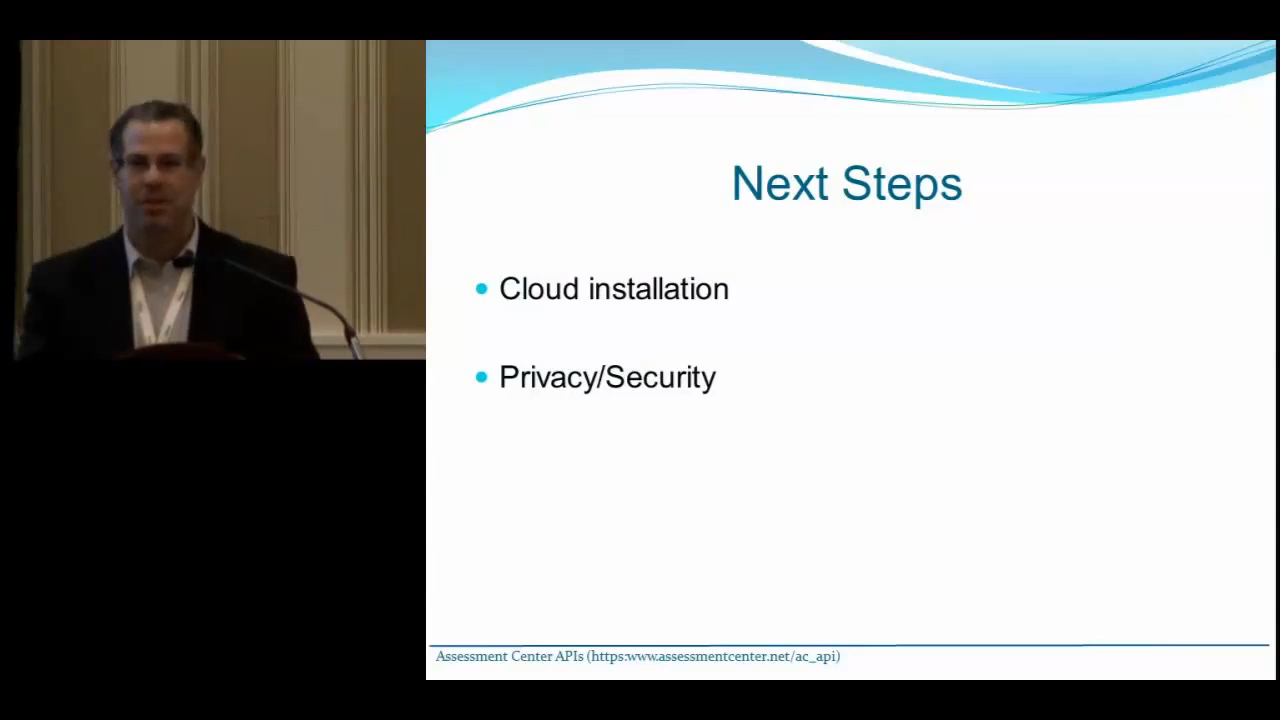 Next Steps
Cloud installation
Privacy/Security
Assessment Center APIs (https:www.assessmentcenter.net/ac_api)